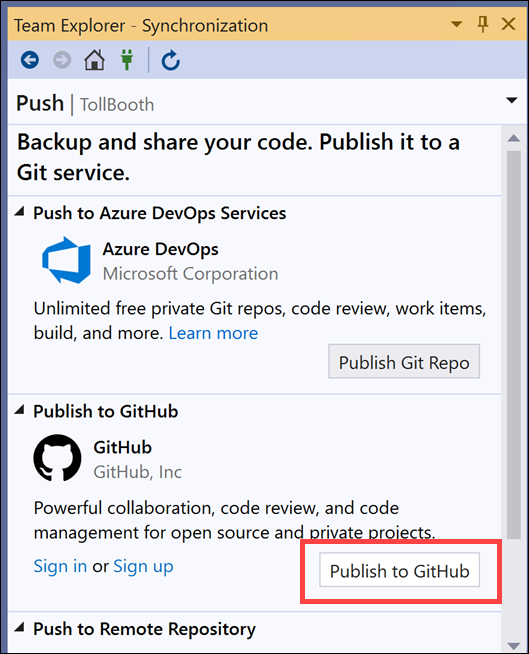 Team Explorer - Synchronization
Push | TollBooth
Backup and share your code. Publish it to a
Git service.
Push to Azure DevOps Services
Azure DevOps
Microsoft Corporation
Unlimited free private Git repos, code review, work items,
build, and more. Learn more
Publish Git Repo
Publish to GitHub
GitHub
GitHub, Inc
Powerful collaboration, code review, and code
management for open source and private projects.
Sign in or Sign up
Publish to GitHub
Push to Remote Repository